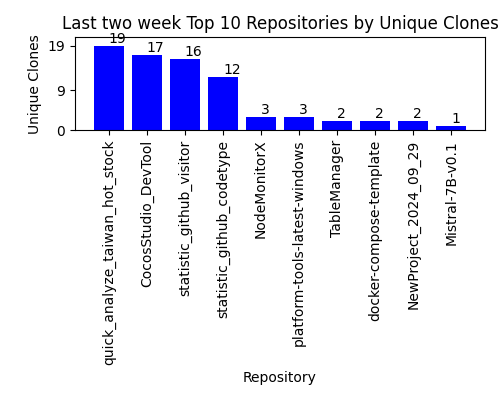 Last two week Top 10 Repositories by Unique Clones
Unique Clones
19
9
0
19
17
16
12
3
3
2
2
2
1
quick_analyze_taiwan_hot_stock
CocosStudio_DevTool
statistic_github_visitor
statistic_github_codetype
NodeMonitorX
platform-tools-latest-windows
TableManager
docker-compose-template
NewProject_2024_09_29
Mistral-7B-v0.1
Repository